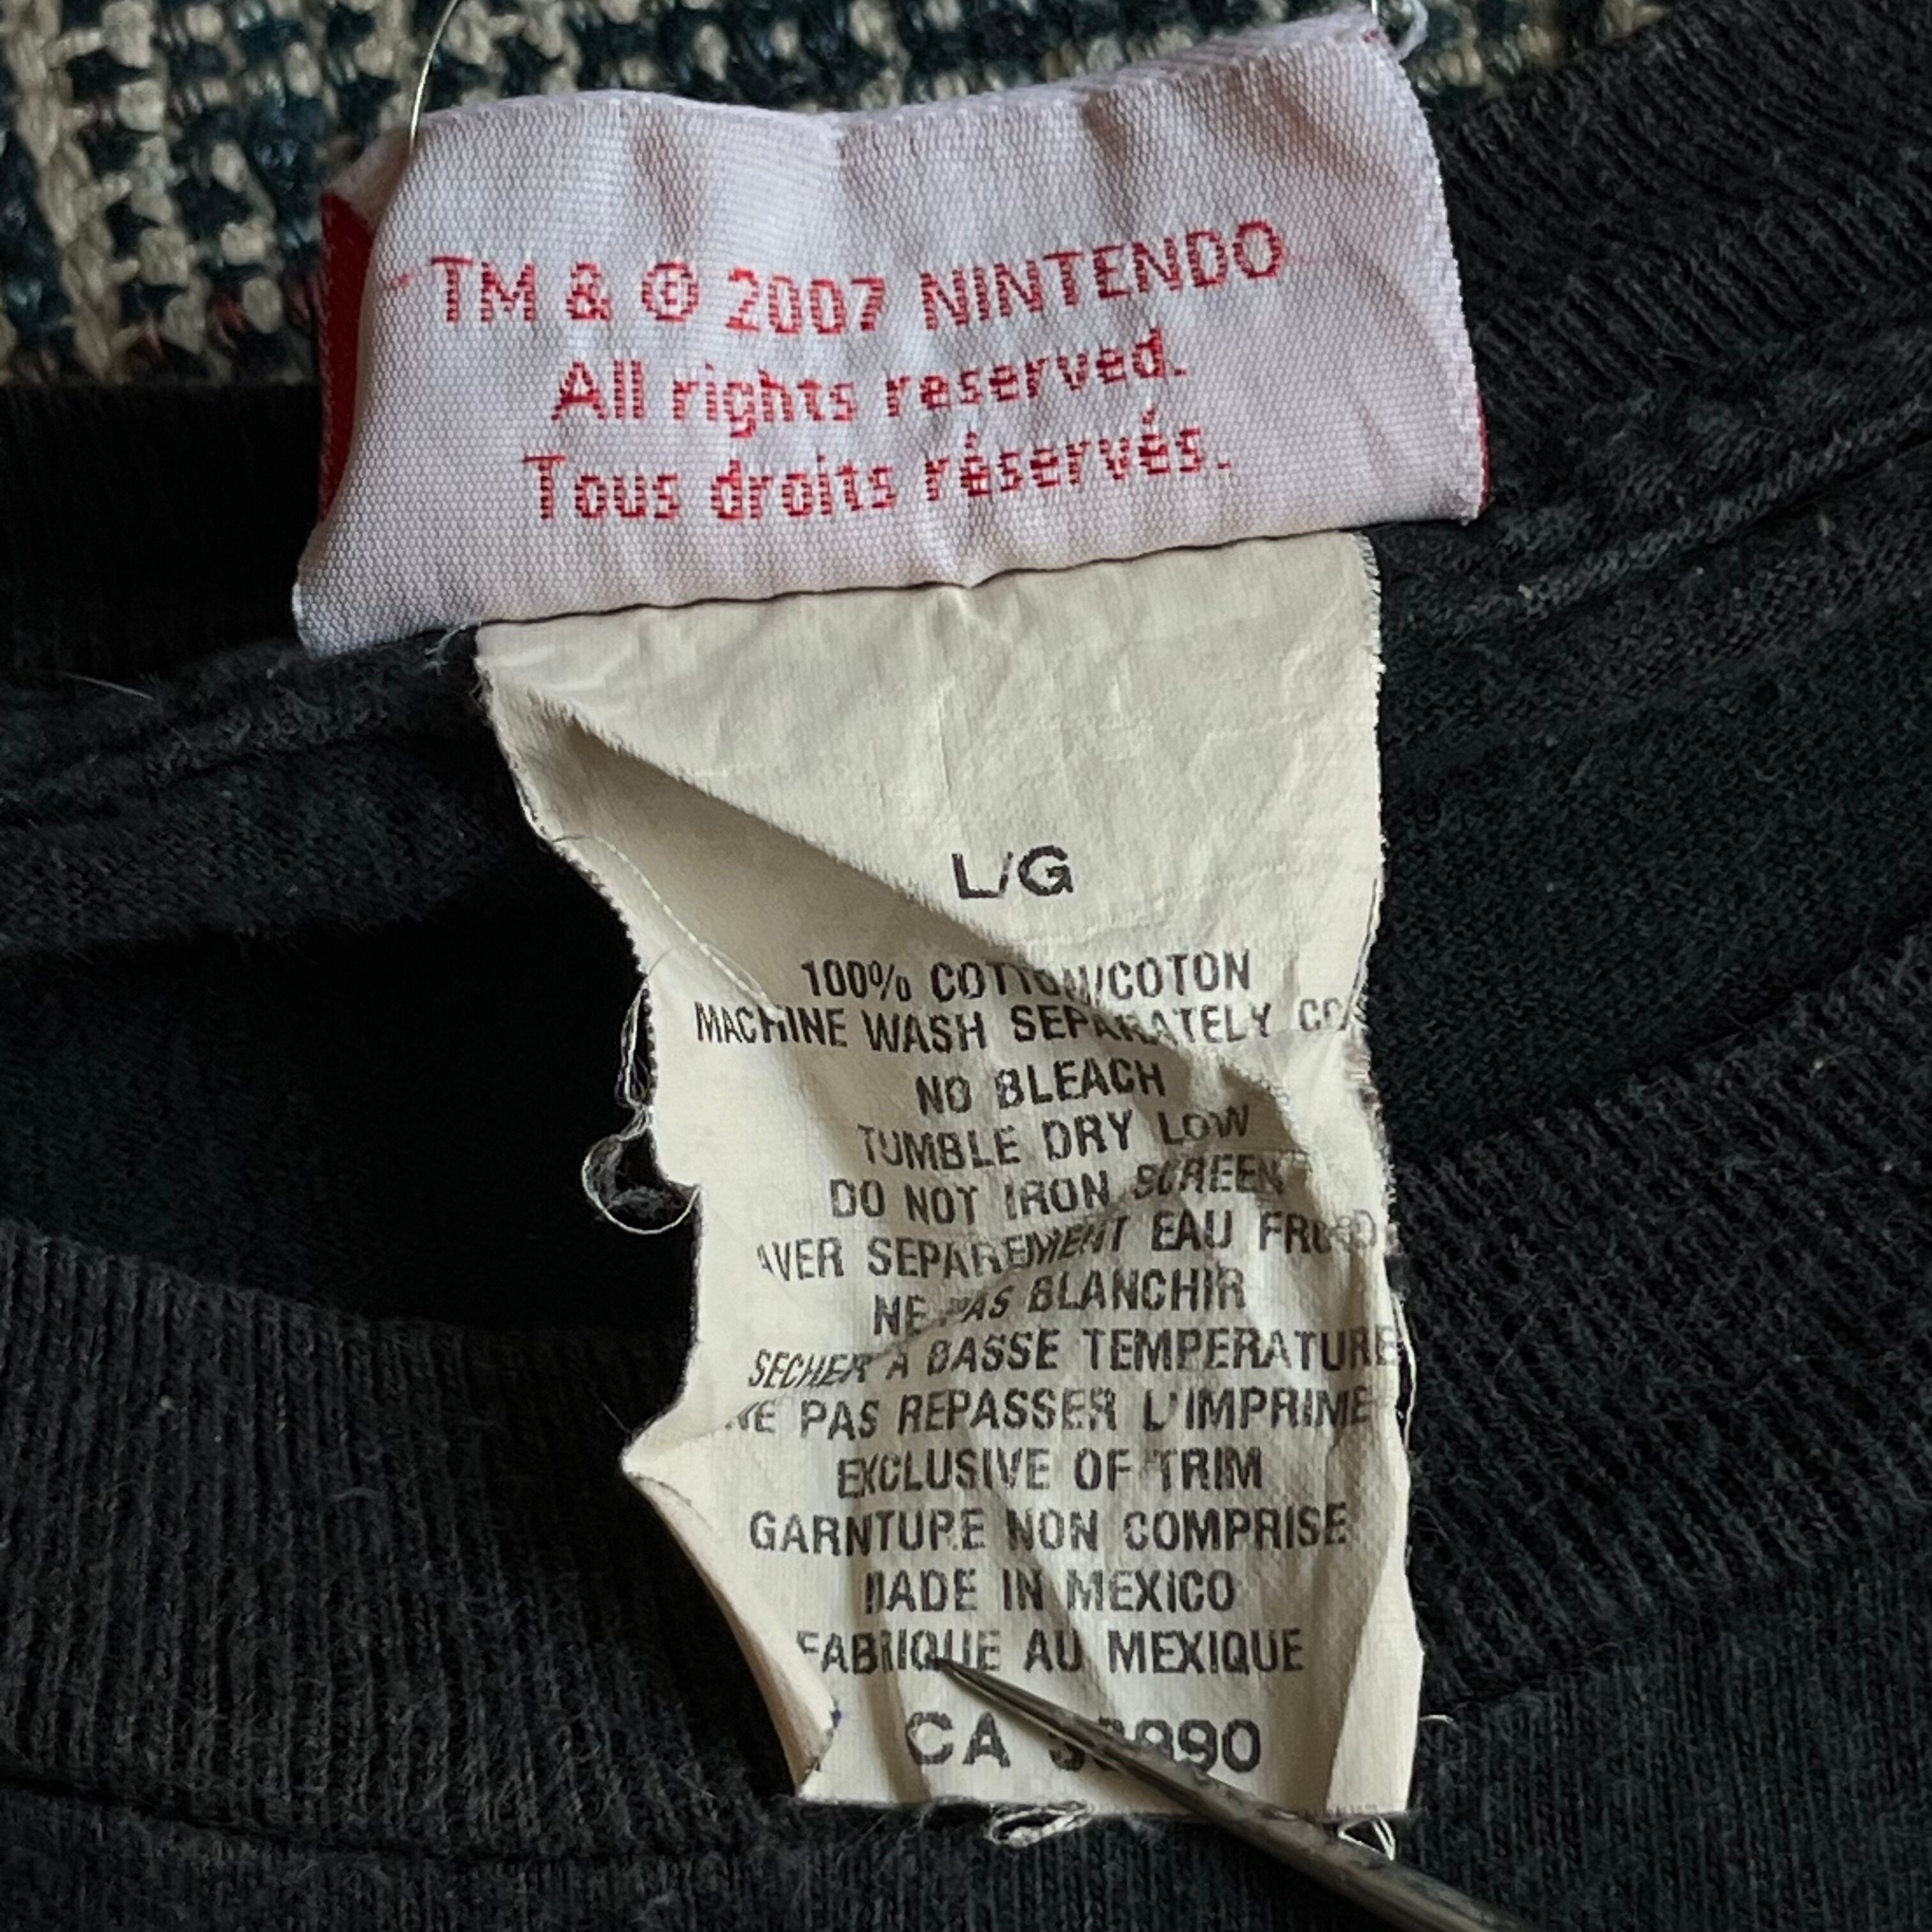 TM & © 2007 NINTENDO
All rights reserved.
Tous droits réservés.
L/G
100% COTTON/COTON
MACHINE WASH SEPARATELY
NO BLEACH
TUMBLE DRY LOW
DO NOT IRON SCREEN
SEPAREMENT EAU
NE PAS BLANCHIR
SECHER A BASSE TEMPERATURE
NE PAS REPASSER L'IMPRIME
EXCLUSIVE OF TRIM
GARNTURE NON COMPRISE
MADE IN MEXICO
FABRIQUE AU MEXIQUE
CA